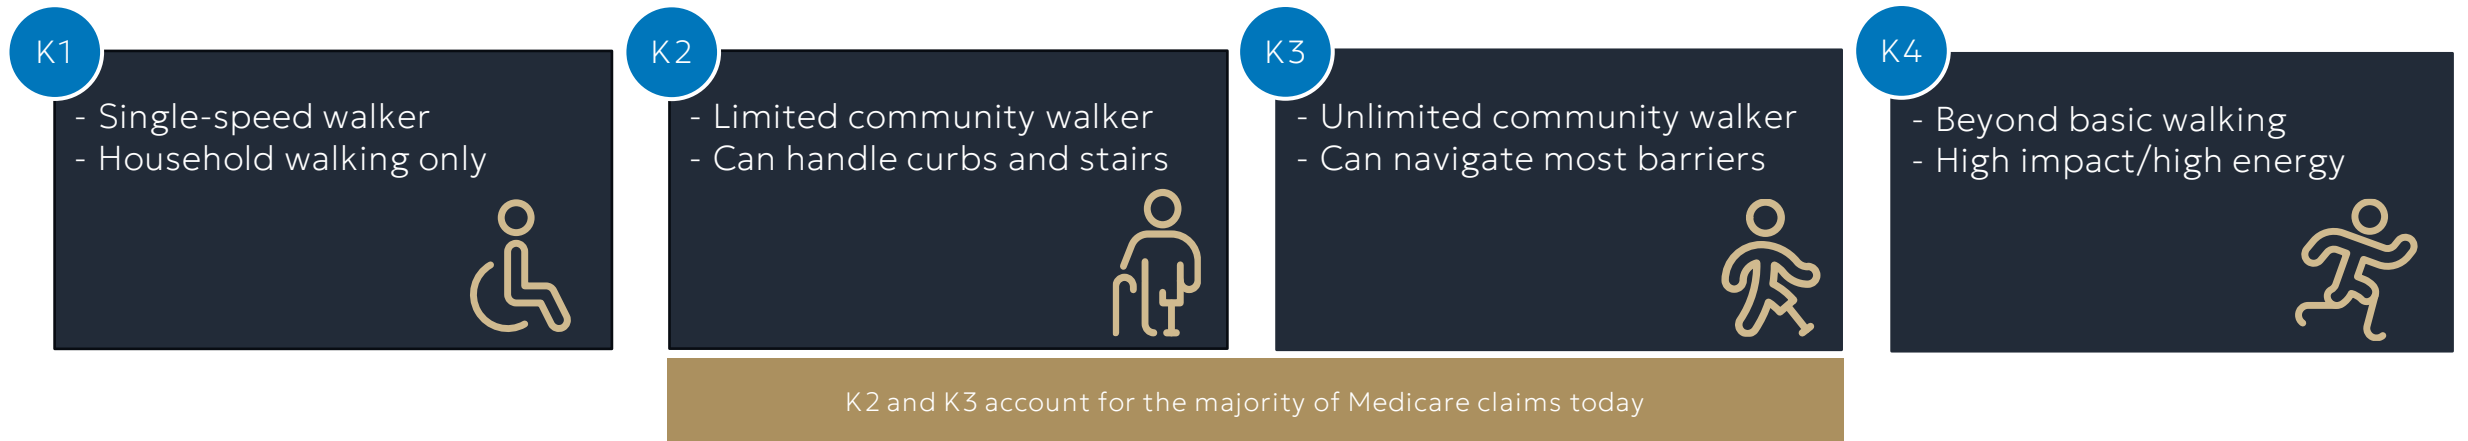 K1
- Single-speed walker
- Household walking only
K2
- Limited community walker
- Can handle curbs and stairs
K3
- Unlimited community walker
- Can navigate most barriers
K4
- Beyond basic walking
- High impact/high energy
K2 and K3 account for the majority of Medicare claims today